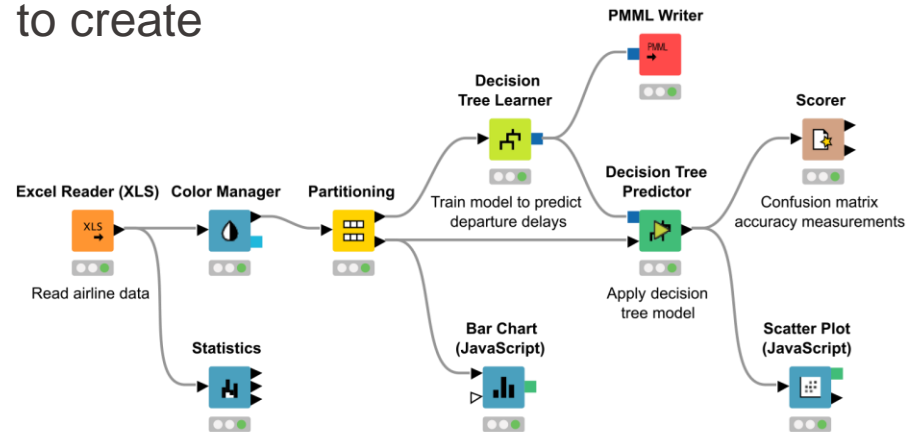 to create
PMML Writer
PMML
Decision
Tree Learner
Scorer
Excel Reader (XLS)
Color Manager
Partitioning
Train model to predict
departure delays
Decision Tree
Predictor
Confusion matrix
accuracy measurements
XLS
Read airline data
Apply decision
tree model
Statistics
Bar Chart
(JavaScript)
Scatter Plot
(JavaScript)